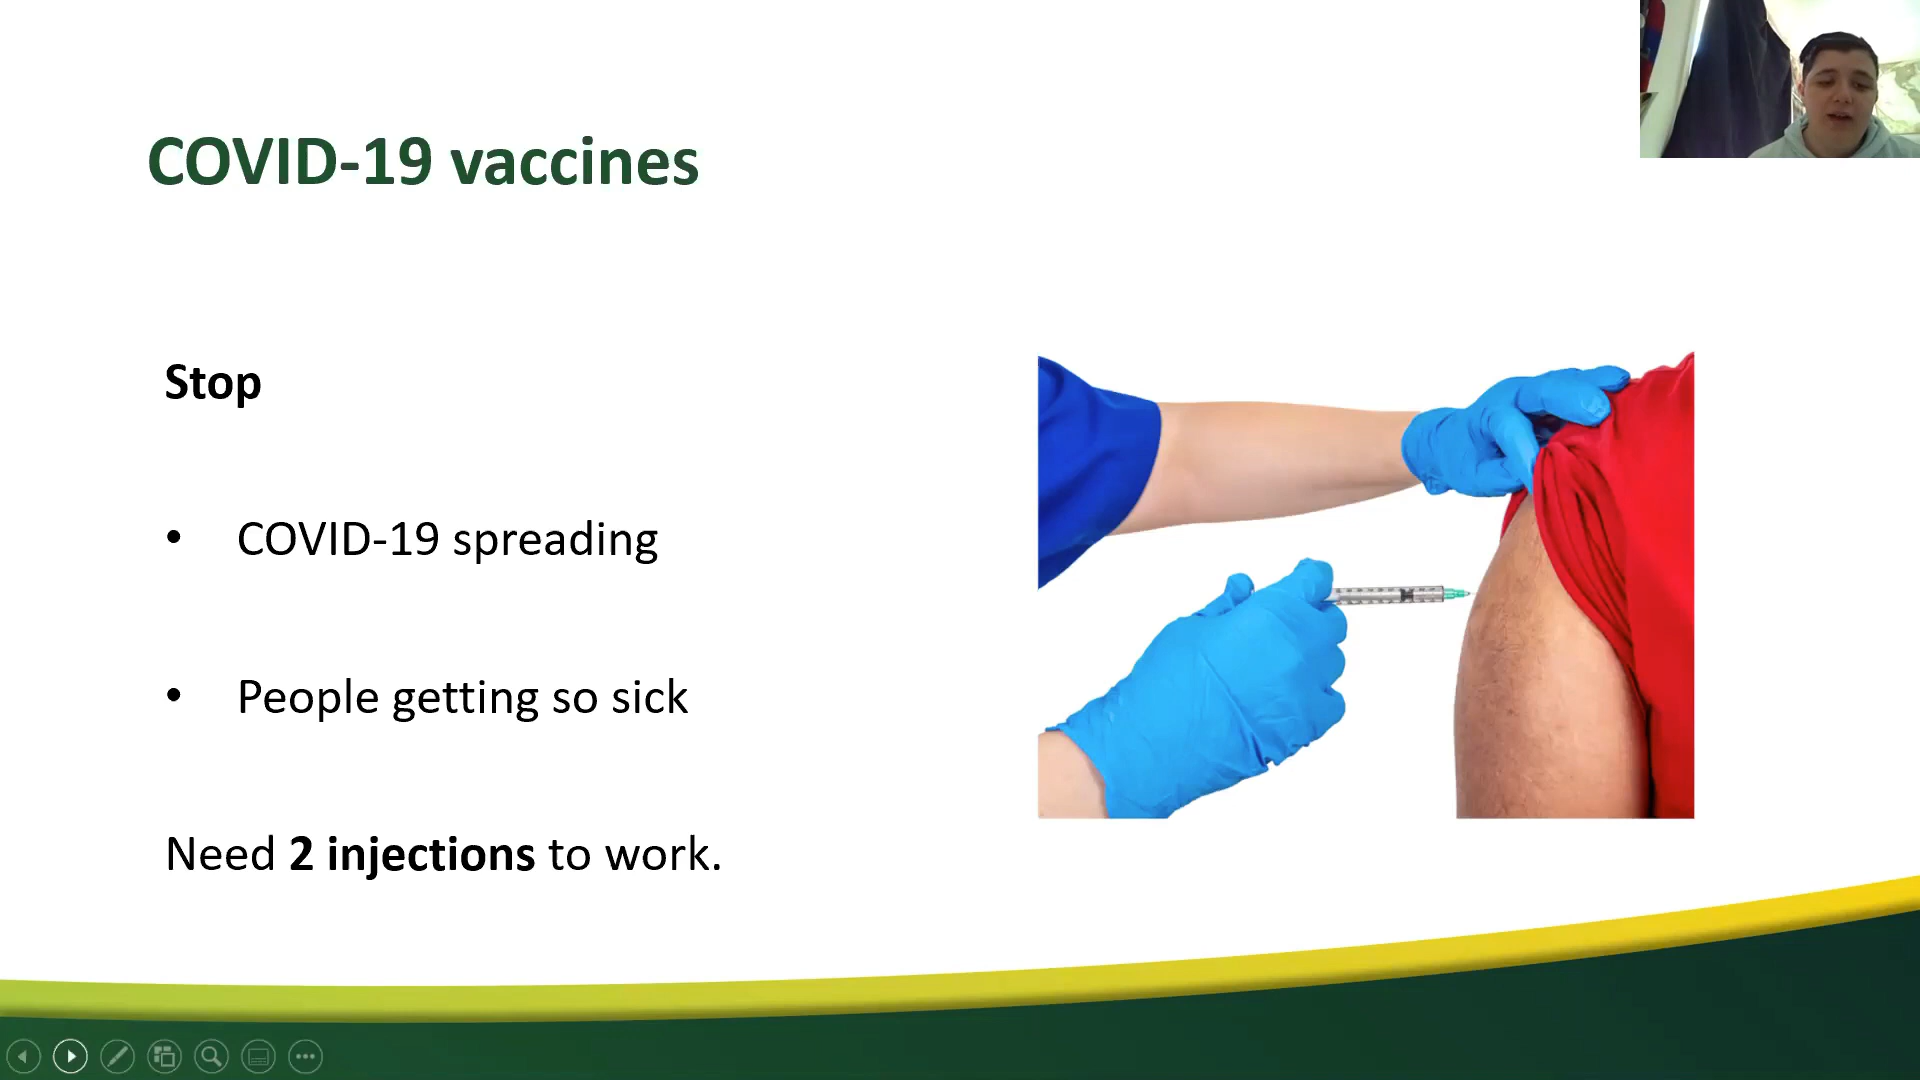 COVID-19 vaccines
Stop
• COVID-19 spreading
• People getting so sick
Need 2 injections to work.